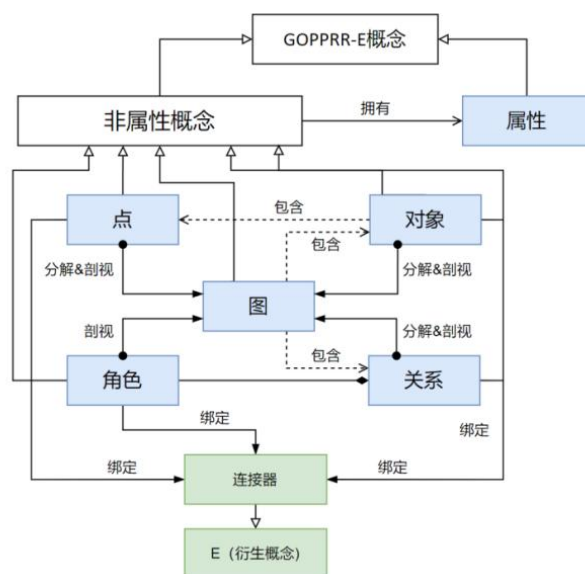 GOPPRR-E概念
非属性概念
拥有
属性
点
包含
对象
包含
分解&剖视
分解&剖视
图
剖视
分解&剖视
包含
角色
关系
绑定
绑定
绑定
绑定
连接器
E（衍生概念）